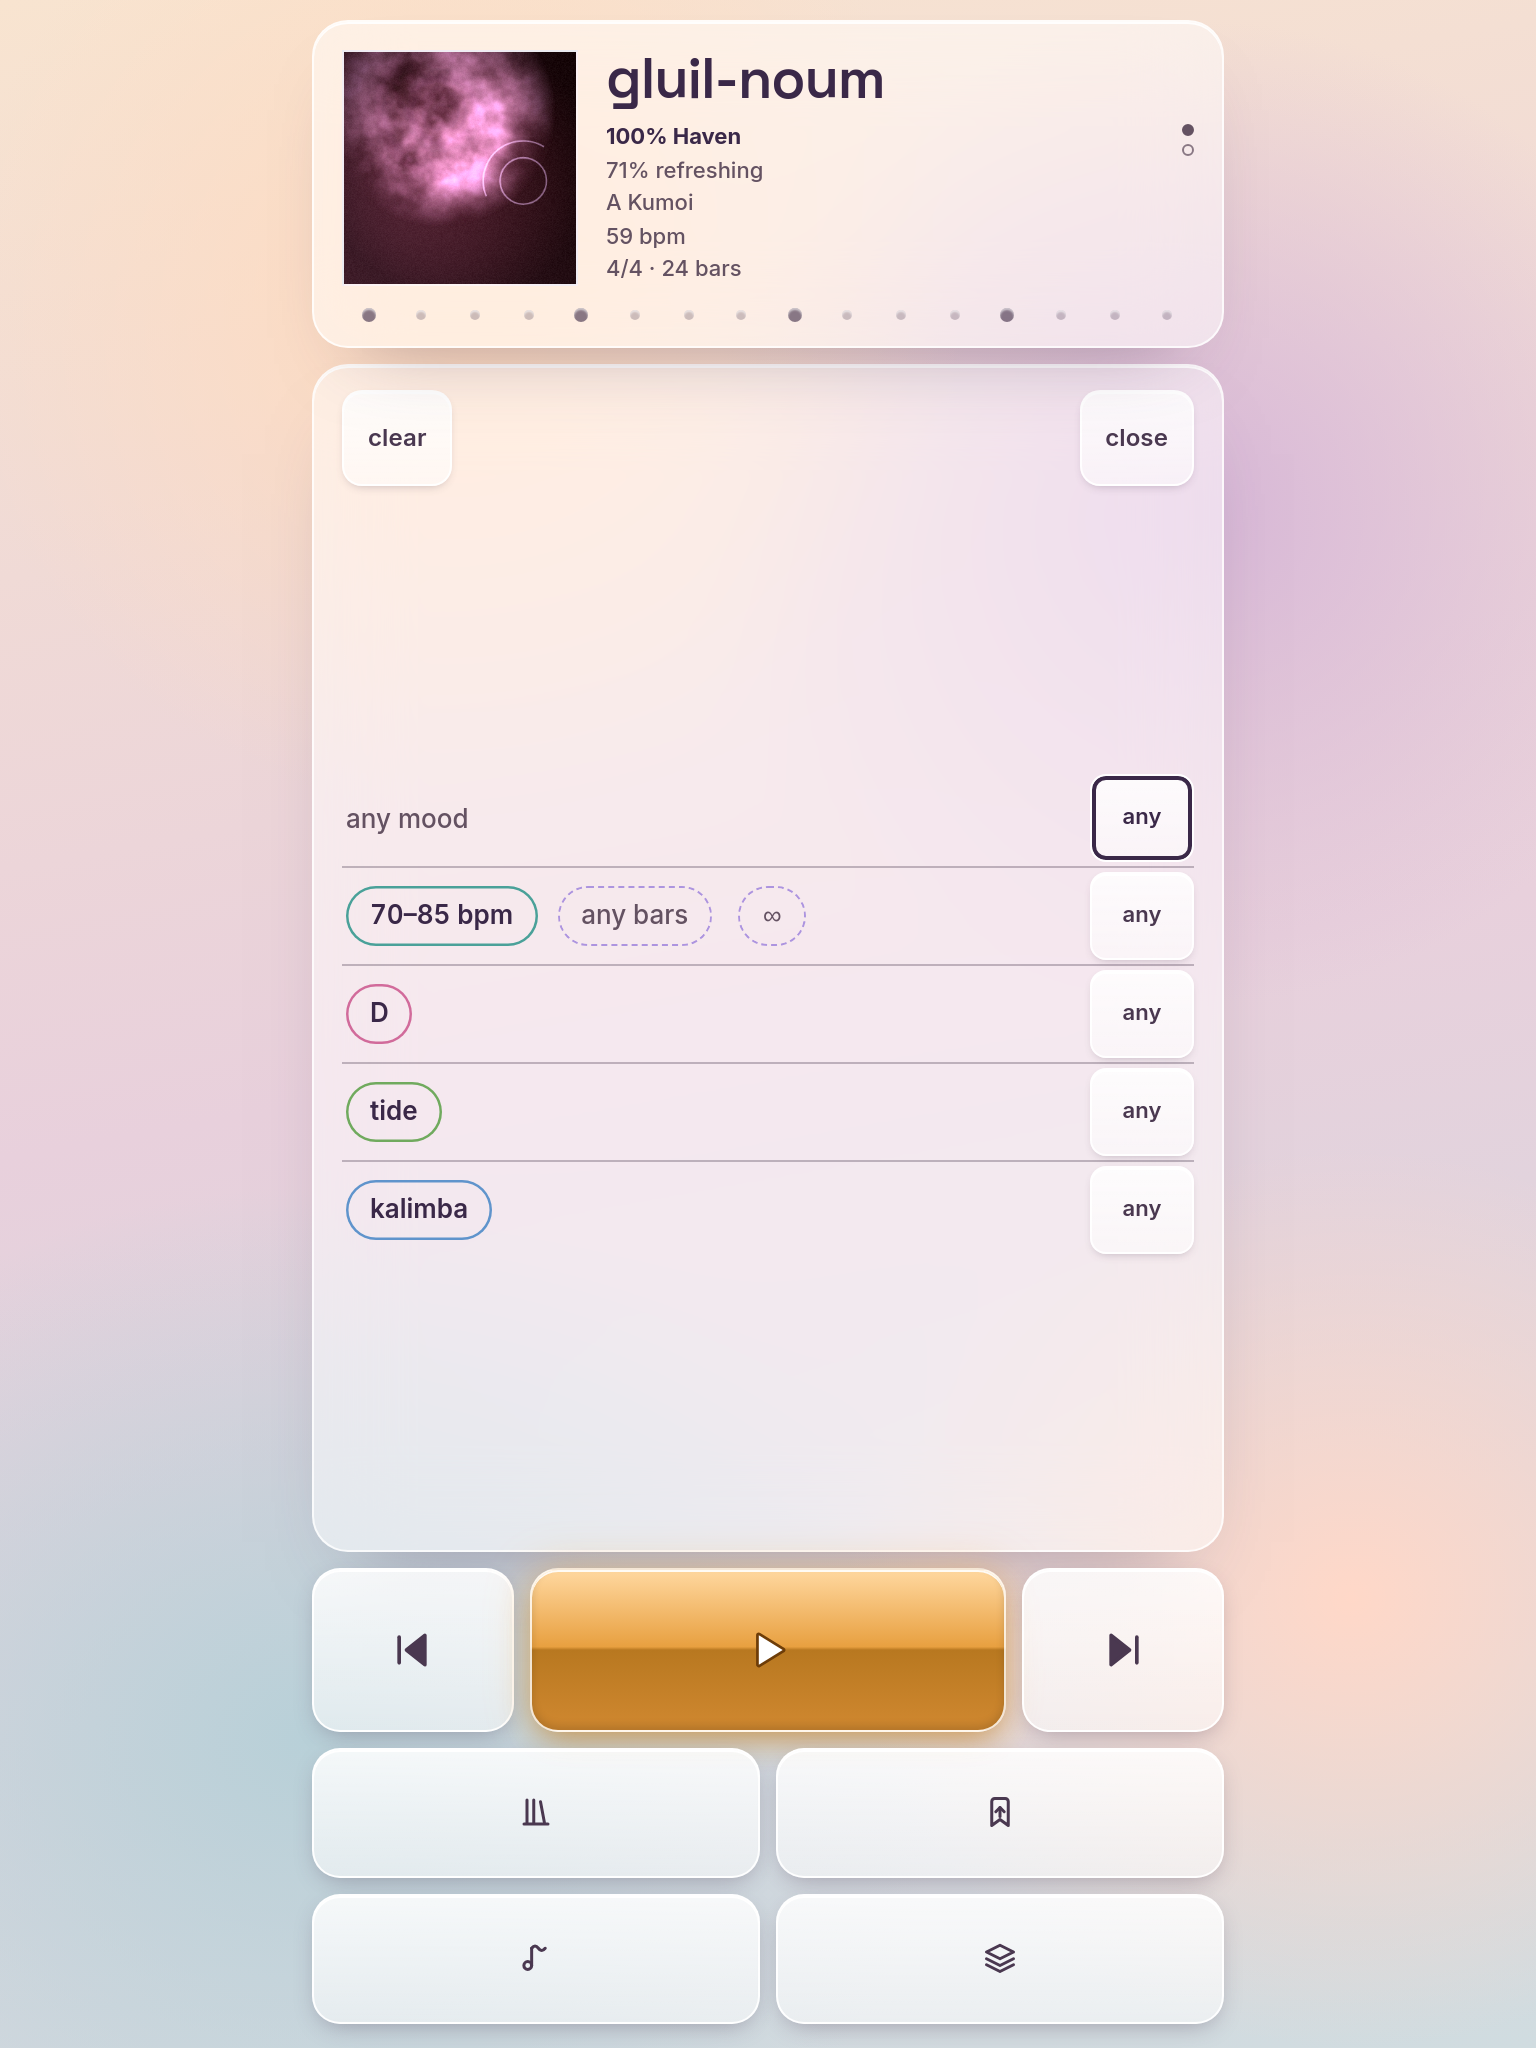 gluil-noum
100% Haven
71% refreshing
A Kumoi
59 bpm
4/4 · 24 bars
clear close
any mood any
70–85 bpm any bars ∞ any
D any
tide any
kalimba any